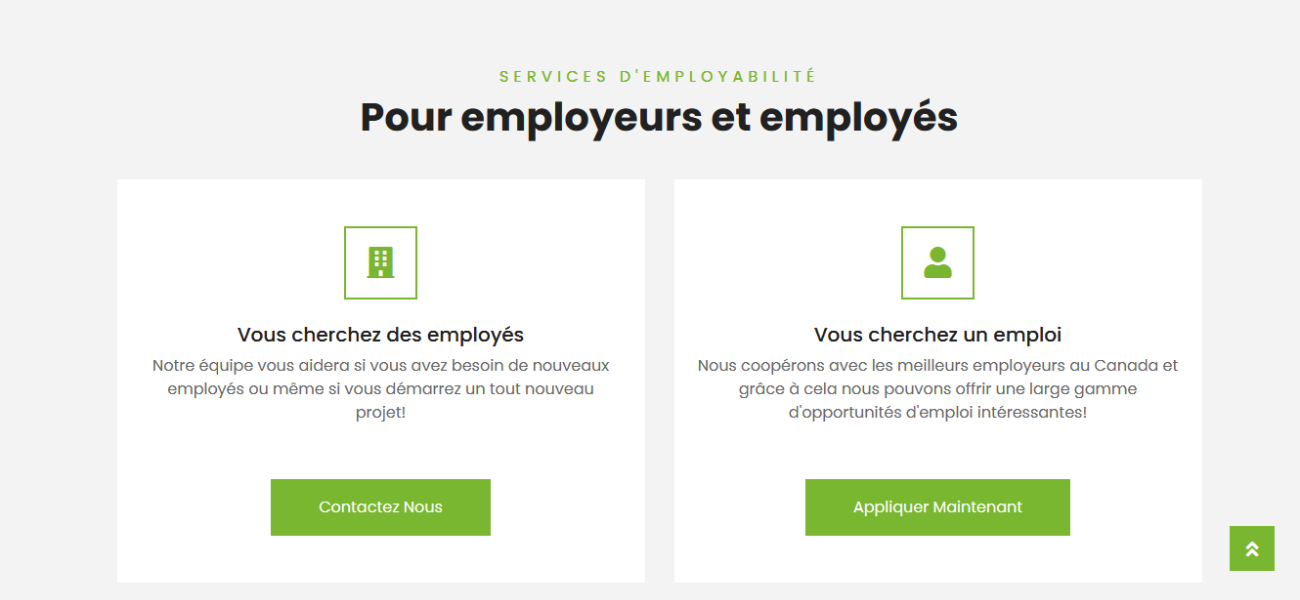 SERVICES D'EMPLOYABILITÉ
Pour employeurs et employés
Vous cherchez des employés
Notre équipe vous aidera si vous avez besoin de nouveaux
employés ou même si vous démarrez un tout nouveau
projet!
Contactez Nous
Vous cherchez un emploi
Nous coopérons avec les meilleurs employeurs au Canada et
grâce à cela nous pouvons offrir une large gamme
d'opportunités d'emploi intéressantes!
Appliquer Maintenant